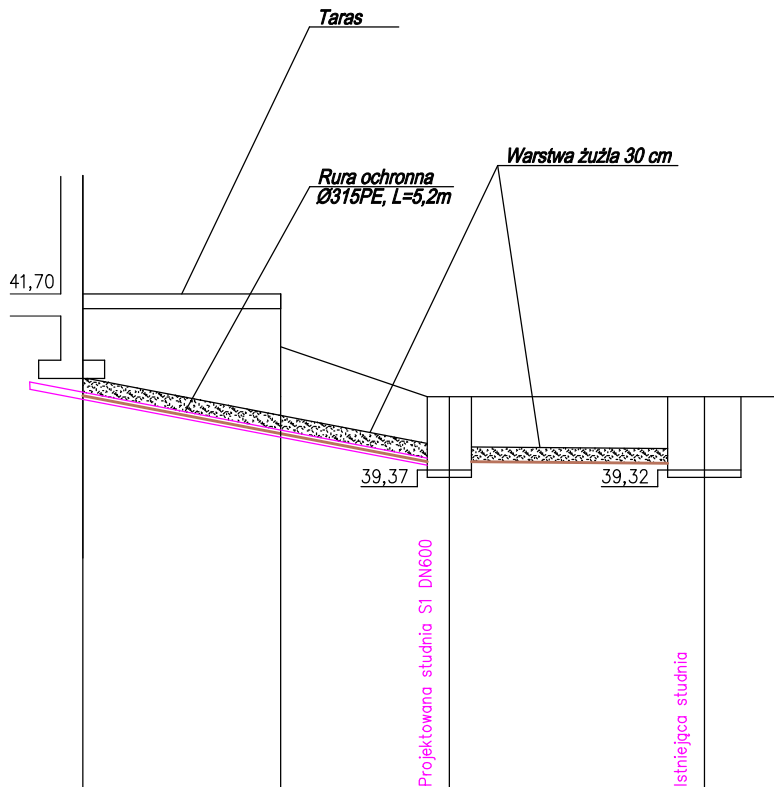 Taras
Warstwa żużla 30 cm
Rura ochronna
Ø315PE, L=5,2m
41,70
39,37
39,32
Projektowana studnia S1 DN600
Istniejąca studnia